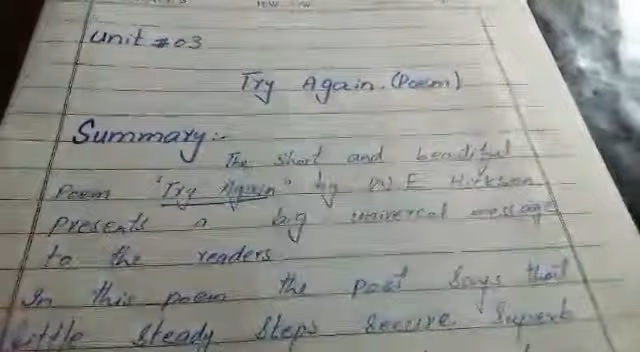 Unit # 03
Try Again. (Poem)
Summary:-
The short and beautiful
Poem "Try Again" by W.E Hickson
Presents a big universal message
to the readers
In this poem the poet says that
little steady steps secure superb